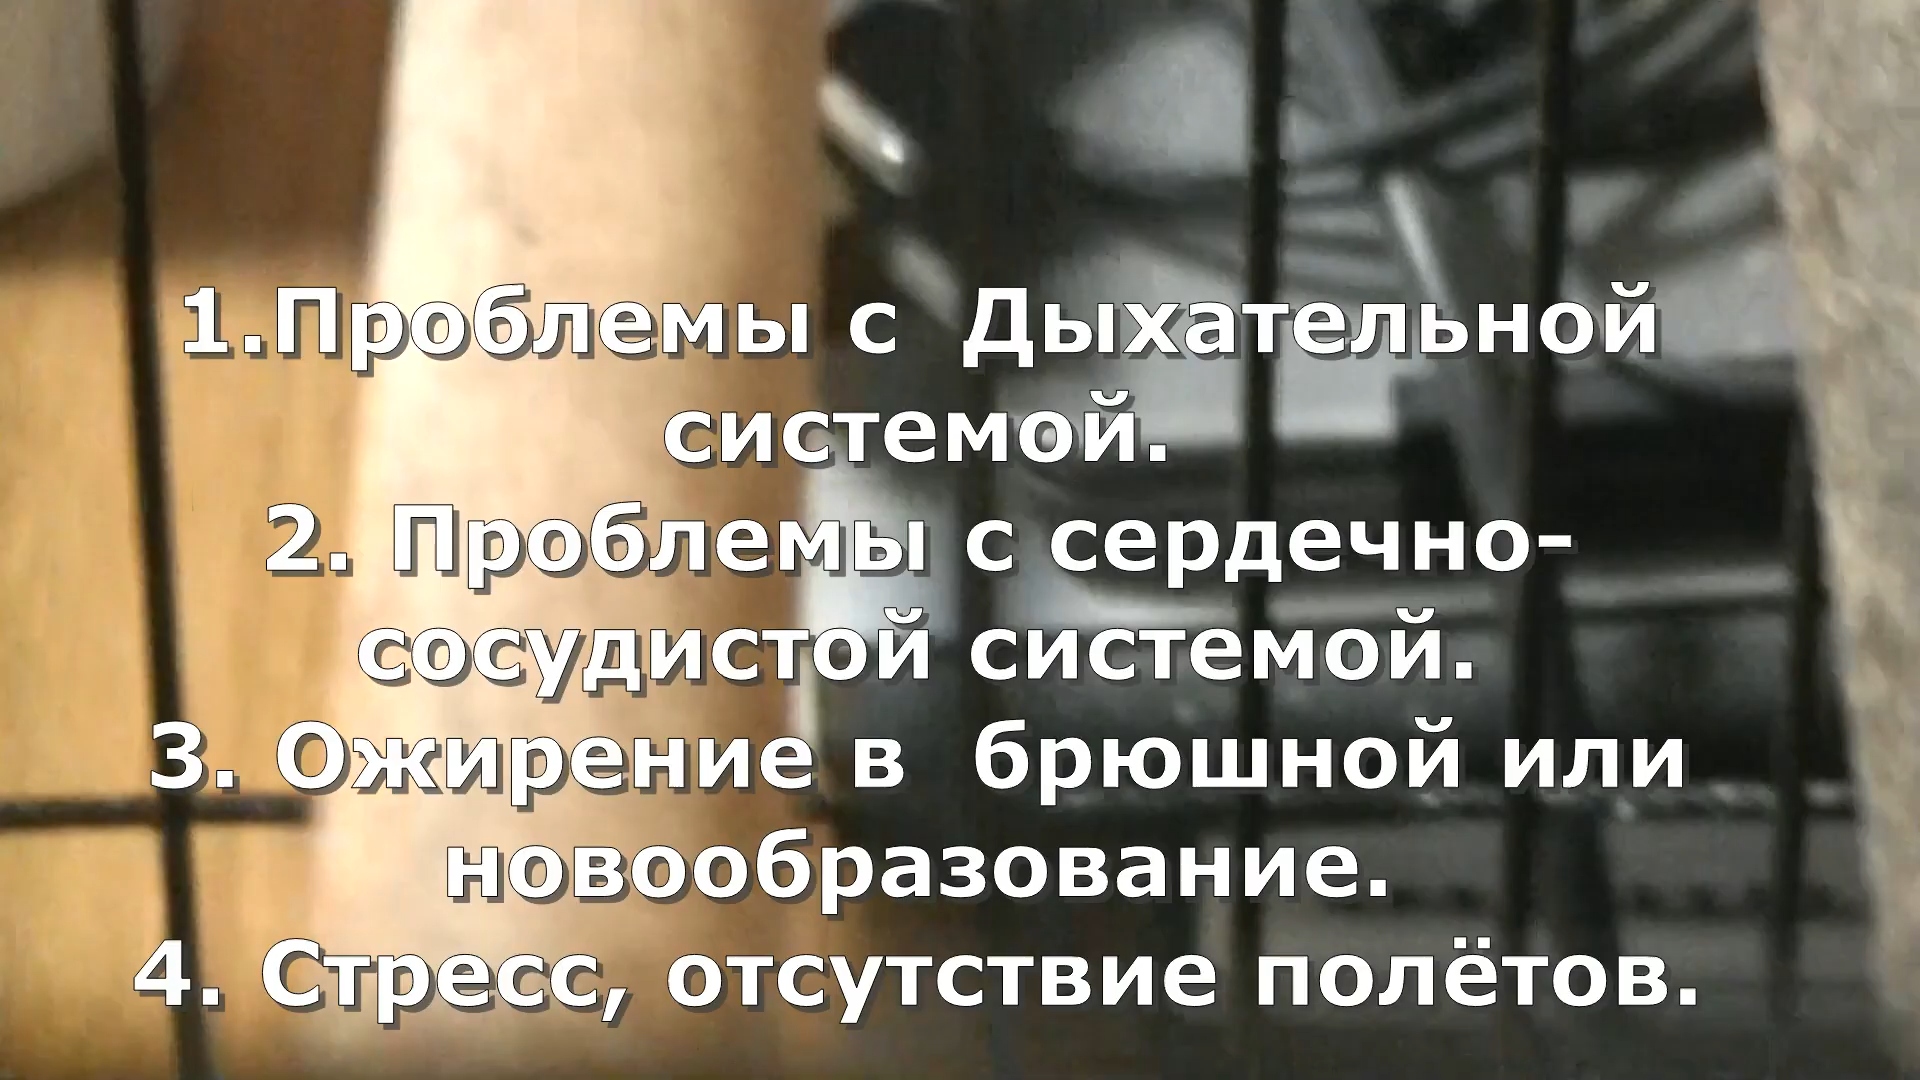 1.Проблемы с Дыхательной
системой.
2. Проблемы с сердечно-
сосудистой системой.
3. Ожирение в брюшной или
новообразование.
4. Стресс, отсутствие полётов.